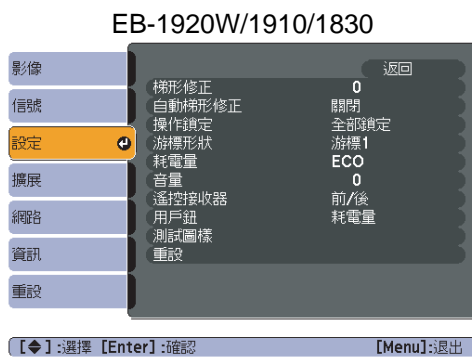 EB-1920W/1910/1830
影像
信號
設定
擴展
網路
資訊
重設
返回
梯形修正 0
自動梯形修正 關閉
操作鎖定 全部鎖定
游標形狀 游標1
耗電量 ECO
音量 0
遙控接收器 前/後
用戶鈕 耗電量
測試圖樣
重設
[◆]:選擇 [Enter]:確認 [Menu]:退出